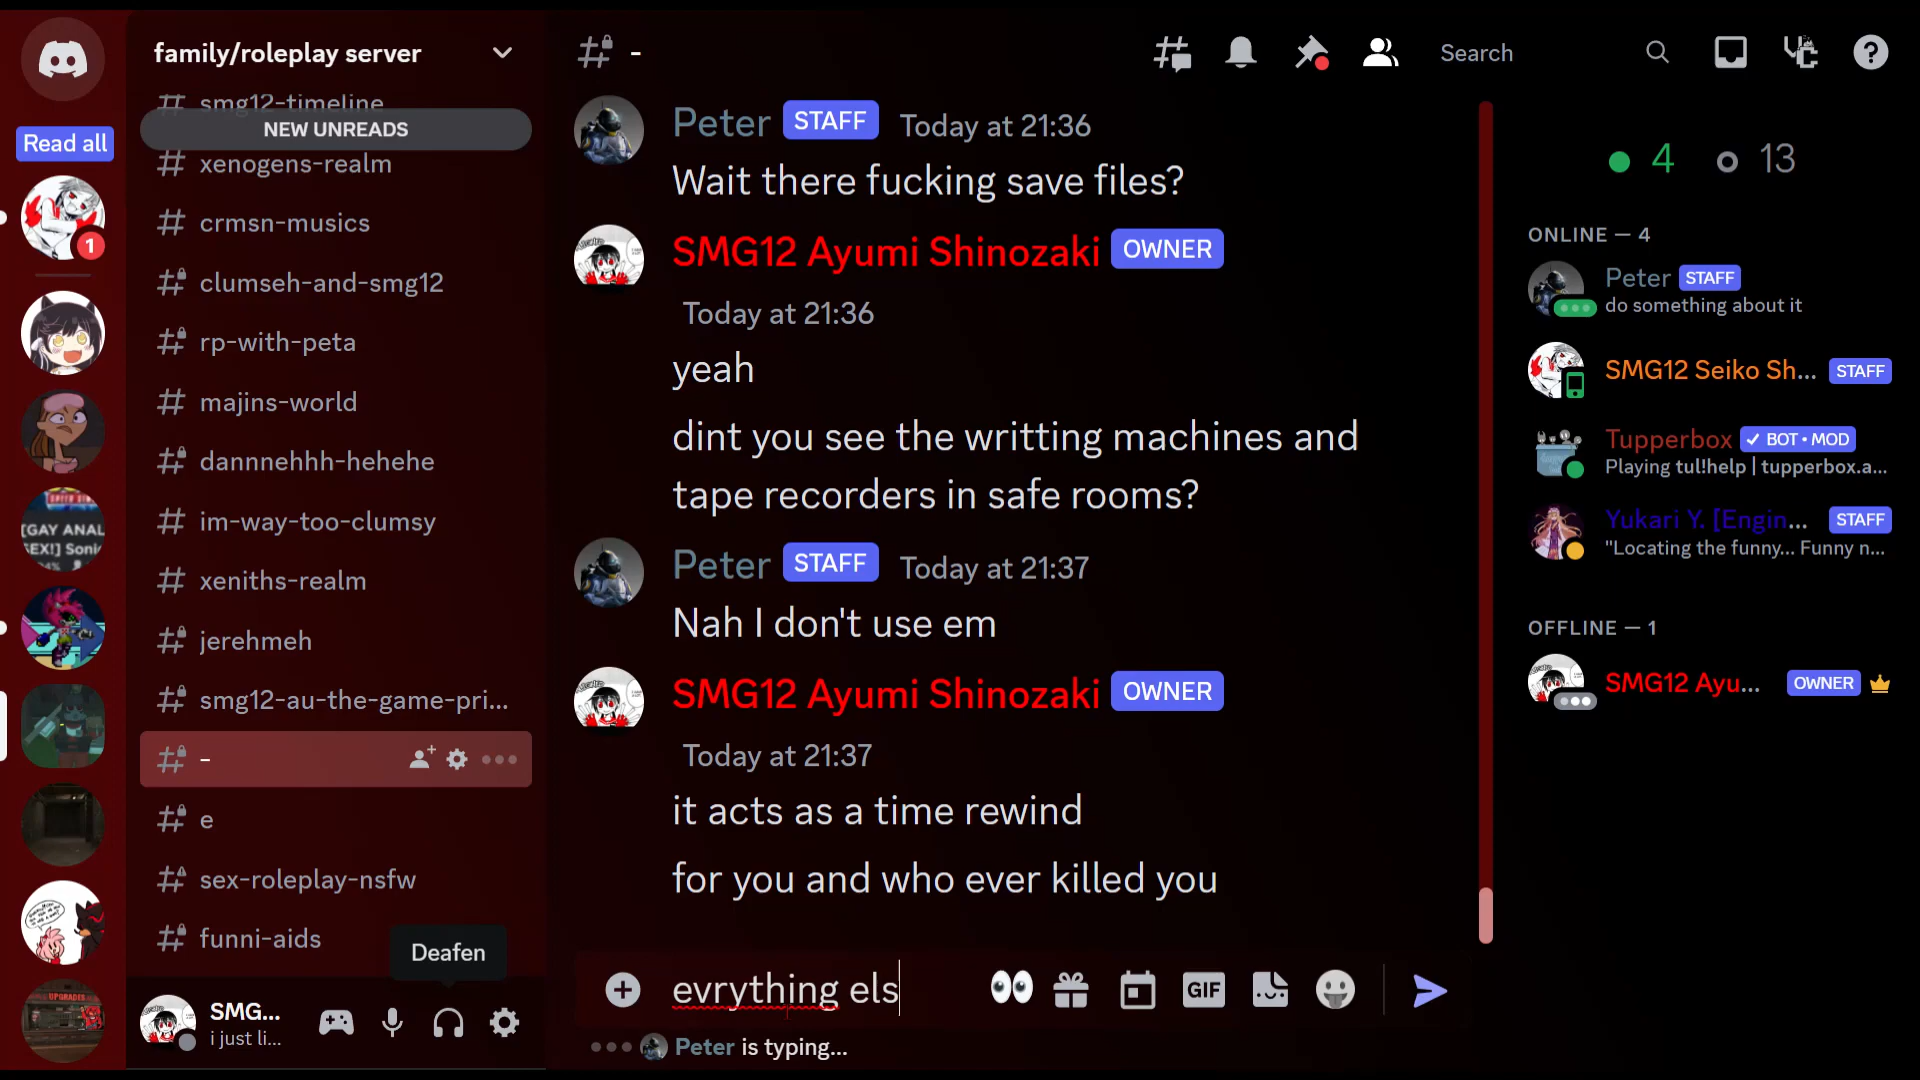 Read all
1
[GAY ANAL
SEX!] Soni
UPGRADES
family/roleplay server
smg12-timeline
NEW UNREADS
xenogens-realm
crmsn-musics
clumseh-and-smg12
rp-with-peta
majins-world
dannnehhh-hehehe
im-way-too-clumsy
xeniths-realm
jerehmeh
smg12-au-the-game-pri...
-
e
sex-roleplay-nsfw
funni-aids
Deafen
SMG...
i just li...
-
Search
Peter STAFF Today at 21:36
Wait there fucking save files?
SMG12 Ayumi Shinozaki OWNER
Today at 21:36
yeah
dint you see the writting machines and
tape recorders in safe rooms?
Peter STAFF Today at 21:37
Nah I don't use em
SMG12 Ayumi Shinozaki OWNER
Today at 21:37
it acts as a time rewind
for you and who ever killed you
evrything els
GIF
Peter is typing...
4 13
ONLINE — 4
Peter STAFF
do something about it
SMG12 Seiko Sh... STAFF
Tupperbox BOT • MOD
Playing tul!help | tupperbox.a...
Yukari Y. [Engin... STAFF
"Locating the funny... Funny n...
OFFLINE — 1
SMG12 Ayu... OWNER